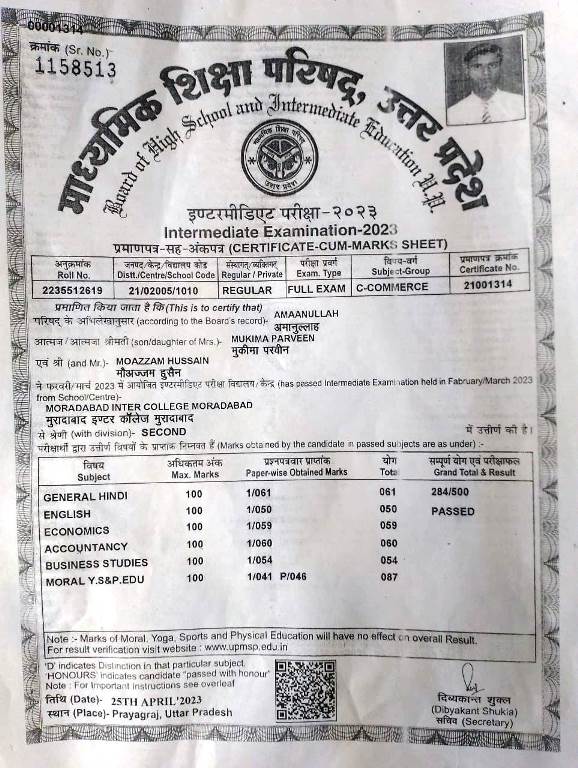 00001314
क्रमांक (Sr. No.)-
1158513
माध्यमिक शिक्षा परिषद, उत्तर प्रदेश
Board of High School and Intermediate Education U.P.
माध्यमिक शिक्षा परिषद्
उत्तर प्रदेश
इण्टरमीडिएट परीक्षा-२०२३
Intermediate Examination-2023
प्रमाणपत्र-सह-अंकपत्र (CERTIFICATE-CUM-MARKS SHEET)
अनुक्रमांक जनपद/केन्द्र/विद्यालय कोड संस्थागत/व्यक्तिगत परीक्षा प्रवर्ग विषय-वर्ग प्रमाणपत्र क्रमांक
Roll No. Distt./Centre/School Code Regular / Private Exam. Type Subject-Group Certificate No.
2235512619 21/02005/1010 REGULAR FULL EXAM C-COMMERCE 21001314
प्रमाणित किया जाता है कि(This is to certify that)
परिषद के अभिलेखानुसार (according to the Board's record)- AMAANULLAH
अमानुल्लाह
आत्मज / आत्मजा श्रीमती (son/daughter of Mrs.)- MUKIMA PARVEEN
मुकीमा परवीन
एवं श्री (and Mr.)- MOAZZAM HUSSAIN
मौअज्जम हुसैन
ने फरवरी/मार्च 2023 में आयोजित इण्टरमीडिएट परीक्षा विद्यालय/ केन्द्र (has passed Intermediate Examination held in Fabruary/March 2023
from School/Centre)-
MORADABAD INTER COLLEGE MORADABAD
मुरादाबाद इण्टर कॉलेज मुरादाबाद
से श्रेणी (with division)- SECOND में उत्तीर्ण की है।
परीक्षार्थी द्वारा उत्तीर्ण विषयों के प्राप्तांक निम्नवत हैं (Marks obtained by the candidate in passed subjects are as under) :-
विषय अधिकतम अंक प्रश्नपत्रवार प्राप्तांक योग सम्पूर्ण योग एवं परीक्षाफल
Subject Max. Marks Paper-wise Obtained Marks Total Grand Total & Result
GENERAL HINDI 100 1/061 061 284/500
ENGLISH 100 1/050 050 PASSED
ECONOMICS 100 1/059 059
ACCOUNTANCY 100 1/060 060
BUSINESS STUDIES 100 1/054 054
MORAL Y.S&P.EDU 100 1/041 P/046 087
Note :- Marks of Moral, Yoga, Sports and Physical Education will have no effect on overall Result.
For result verification visit website : www.upmsp.edu.in
'D' indicates Distinction in that particular subject
'HONOURS' indicates candidate "passed with honour"
Note : For Important Instructions see overleaf
तिथि (Date)- 25TH APRIL'2023
स्थान (Place)- Prayagraj, Uttar Pradesh
दिव्यकान्त शुक्ल
(Dibyakant Shukla)
सचिव (Secretary)